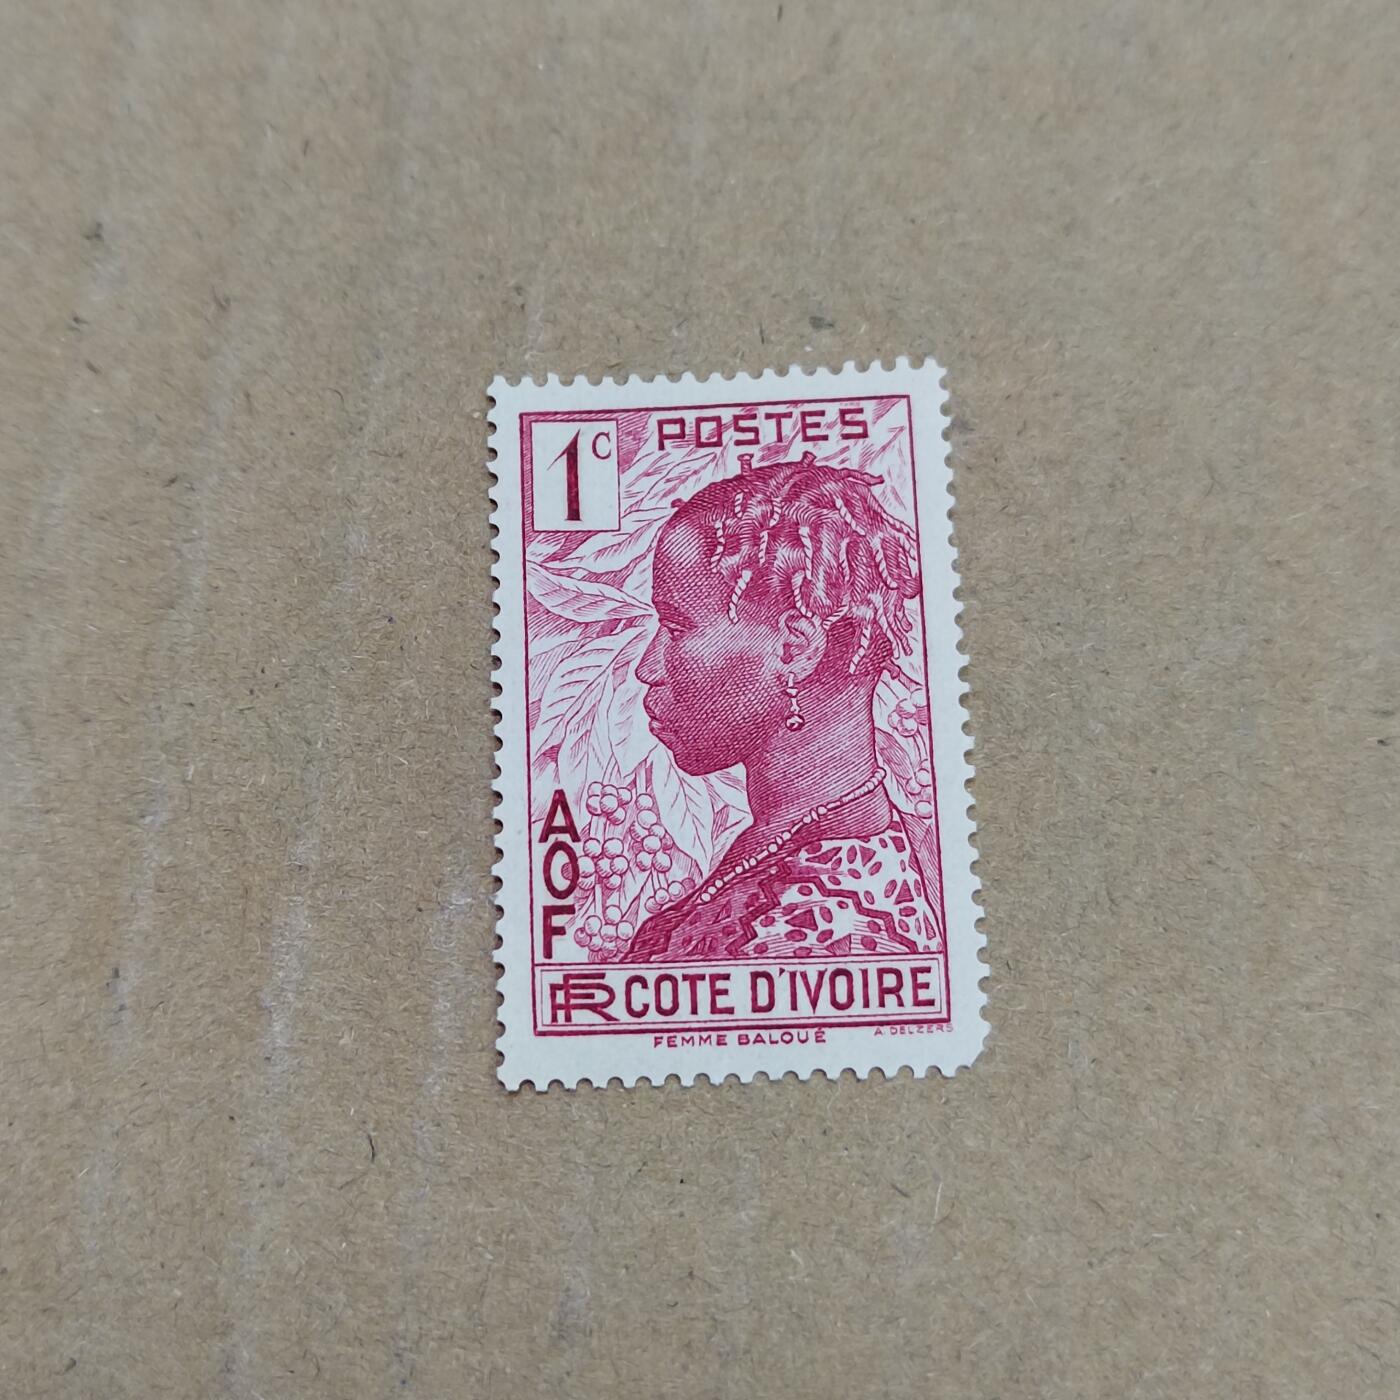 1c
POSTES
AOF
RF COTE D'IVOIRE
FEMME BALOUÉ
A. DELZERS